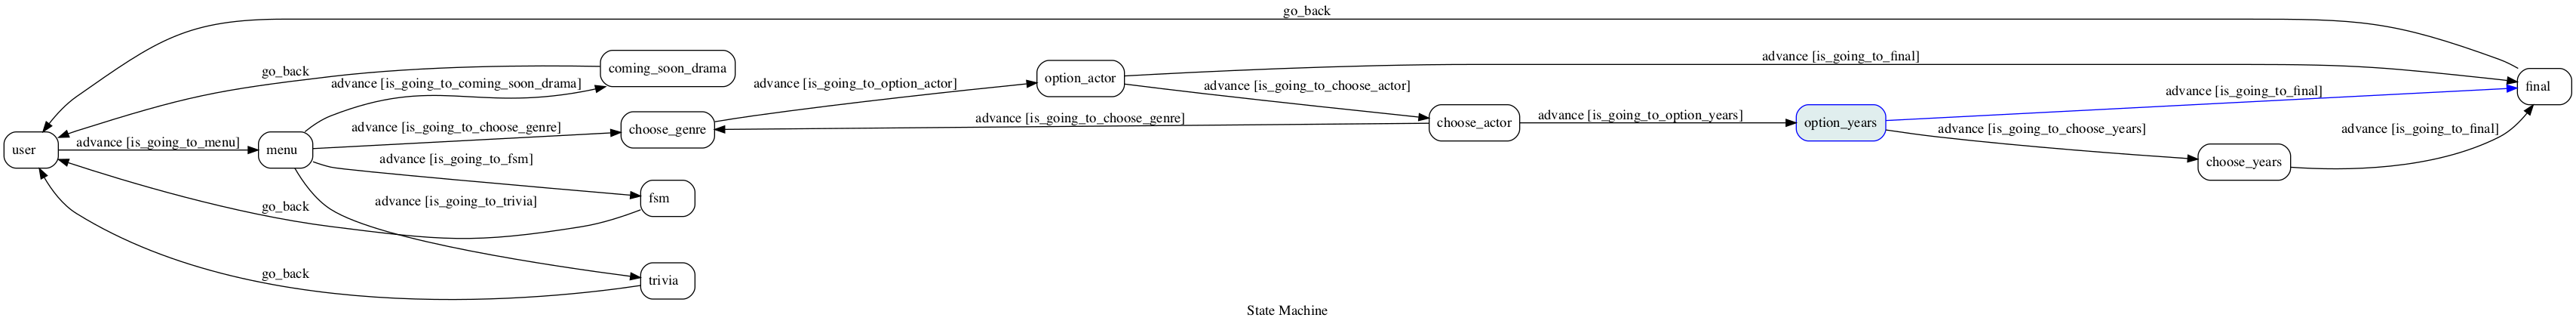 go_back
coming_soon_drama
go_back
advance [is_going_to_coming_soon_drama]
advance [is_going_to_option_actor]
option_actor
advance [is_going_to_final]
advance [is_going_to_choose_actor]
final
advance [is_going_to_final]
user
advance [is_going_to_menu]
menu
advance [is_going_to_choose_genre]
choose_genre
advance [is_going_to_choose_genre]
choose_actor
advance [is_going_to_option_years]
option_years
advance [is_going_to_choose_years]
advance [is_going_to_final]
choose_years
advance [is_going_to_fsm]
fsm
go_back
advance [is_going_to_trivia]
go_back
trivia
State Machine